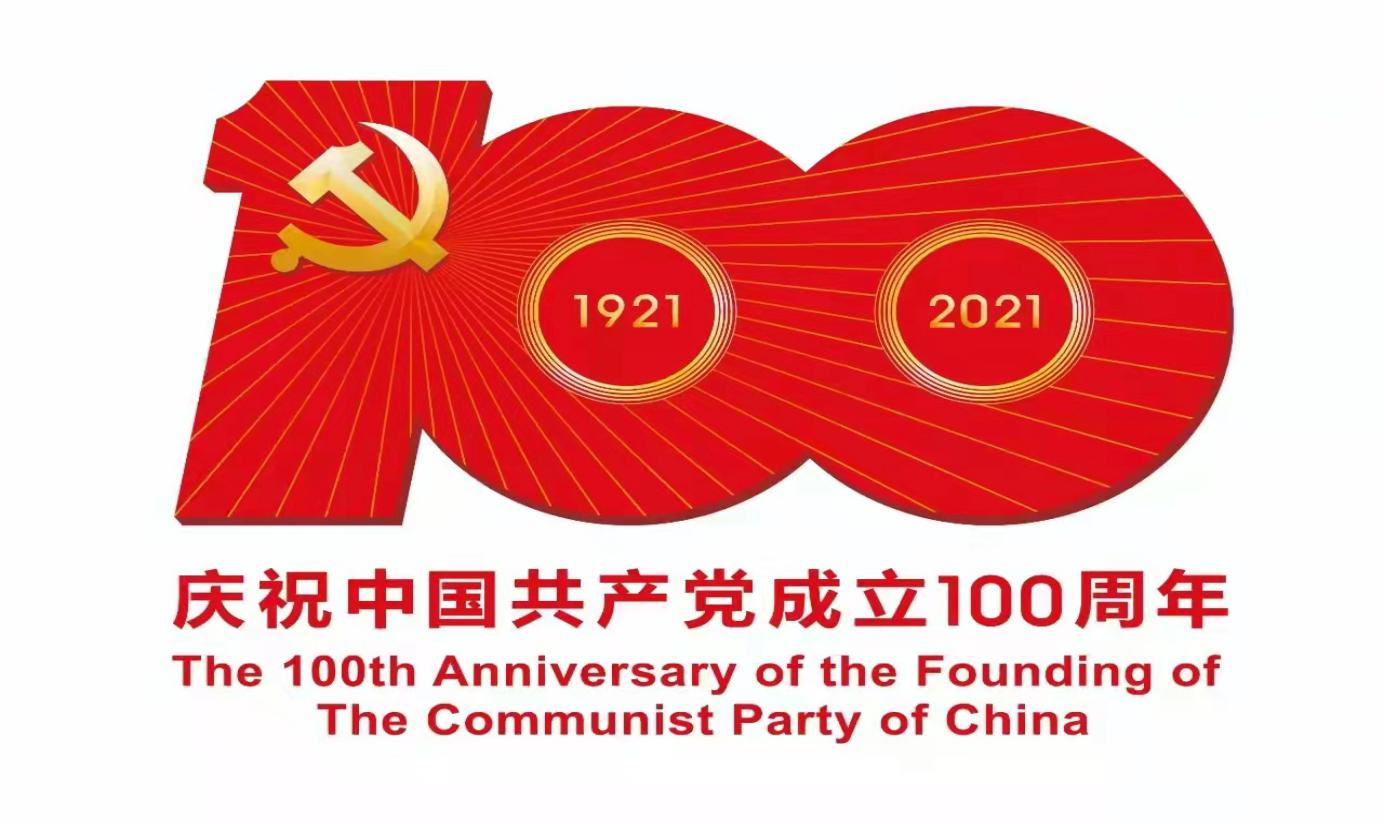 100
1921
2021
庆祝中国共产党成立100周年
The 100th Anniversary of the Founding of
The Communist Party of China